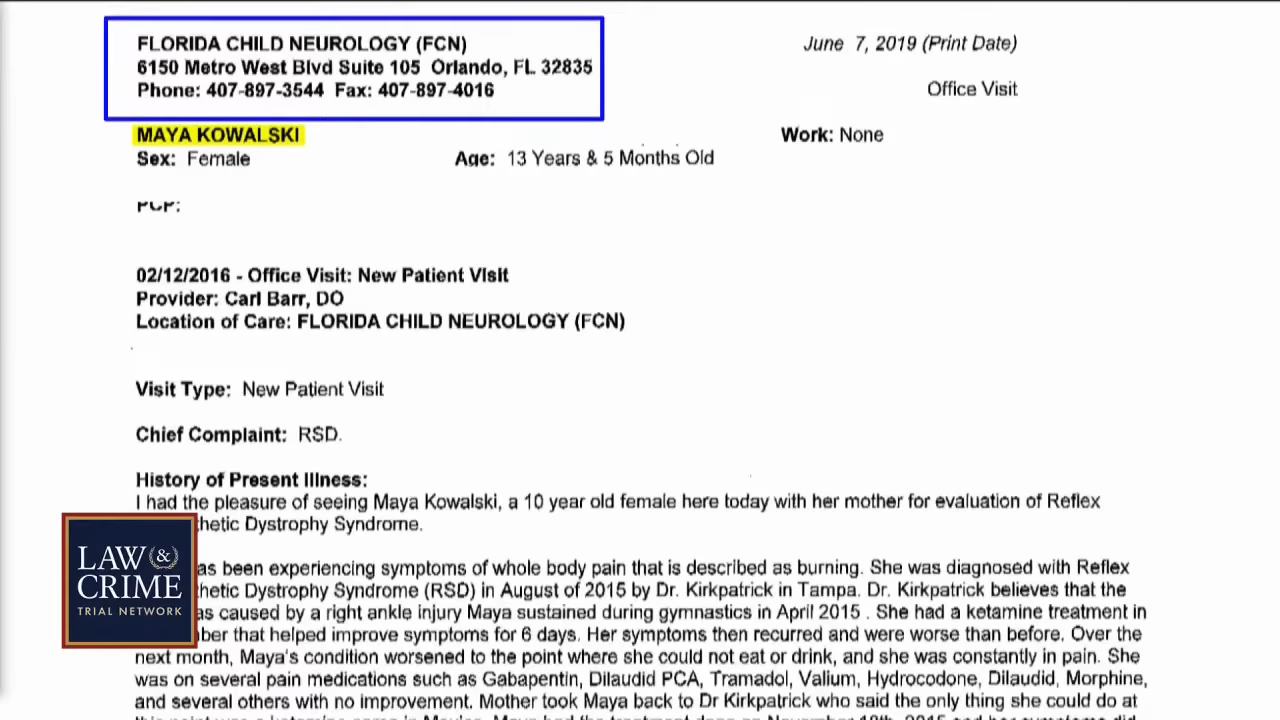 FLORIDA CHILD NEUROLOGY (FCN)
June 7, 2019 (Print Date)
6150 Metro West Blvd Suite 105 Orlando, FL 32835
Phone: 407-897-3544 Fax: 407-897-4016
Office Visit
MAYA KOWALSKI
Work: None
Sex: Female
Age: 13 Years & 5 Months Old
02/12/2016 - Office Visit: New Patient Visit
Provider: Carl Barr, DO
Location of Care: FLORIDA CHILD NEUROLOGY (FCN)
Visit Type: New Patient Visit
Chief Complaint: RSD.
History of Present Illness:
I had the pleasure of seeing Maya Kowalski, a 10 year old female here today with her mother for evaluation of Reflex
Dystrophy Syndrome.
been experiencing symptoms of whole body pain that is described as burning. She was diagnosed with Reflex
Dystrophy Syndrome (RSD) in August of 2015 by Dr. Kirkpatrick in Tampa. Dr. Kirkpatrick believes that the
caused by a right ankle injury Maya sustained during gymnastics in April 2015 . She had a ketamine treatment in
that helped improve symptoms for 6 days. Her symptoms then recurred and were worse than before. Over the
next month, Maya's condition worsened to the point where she could not eat or drink, and she was constantly in pain. She
was on several pain medications such as Gabapentin, Dilaudid PCA, Tramadol, Valium, Hydrocodone, Dilaudid, Morphine,
and several others with no improvement. Mother took Maya back to Dr Kirkpatrick who said the only thing she could do at
LAW & CRIME
TRIAL NETWORK